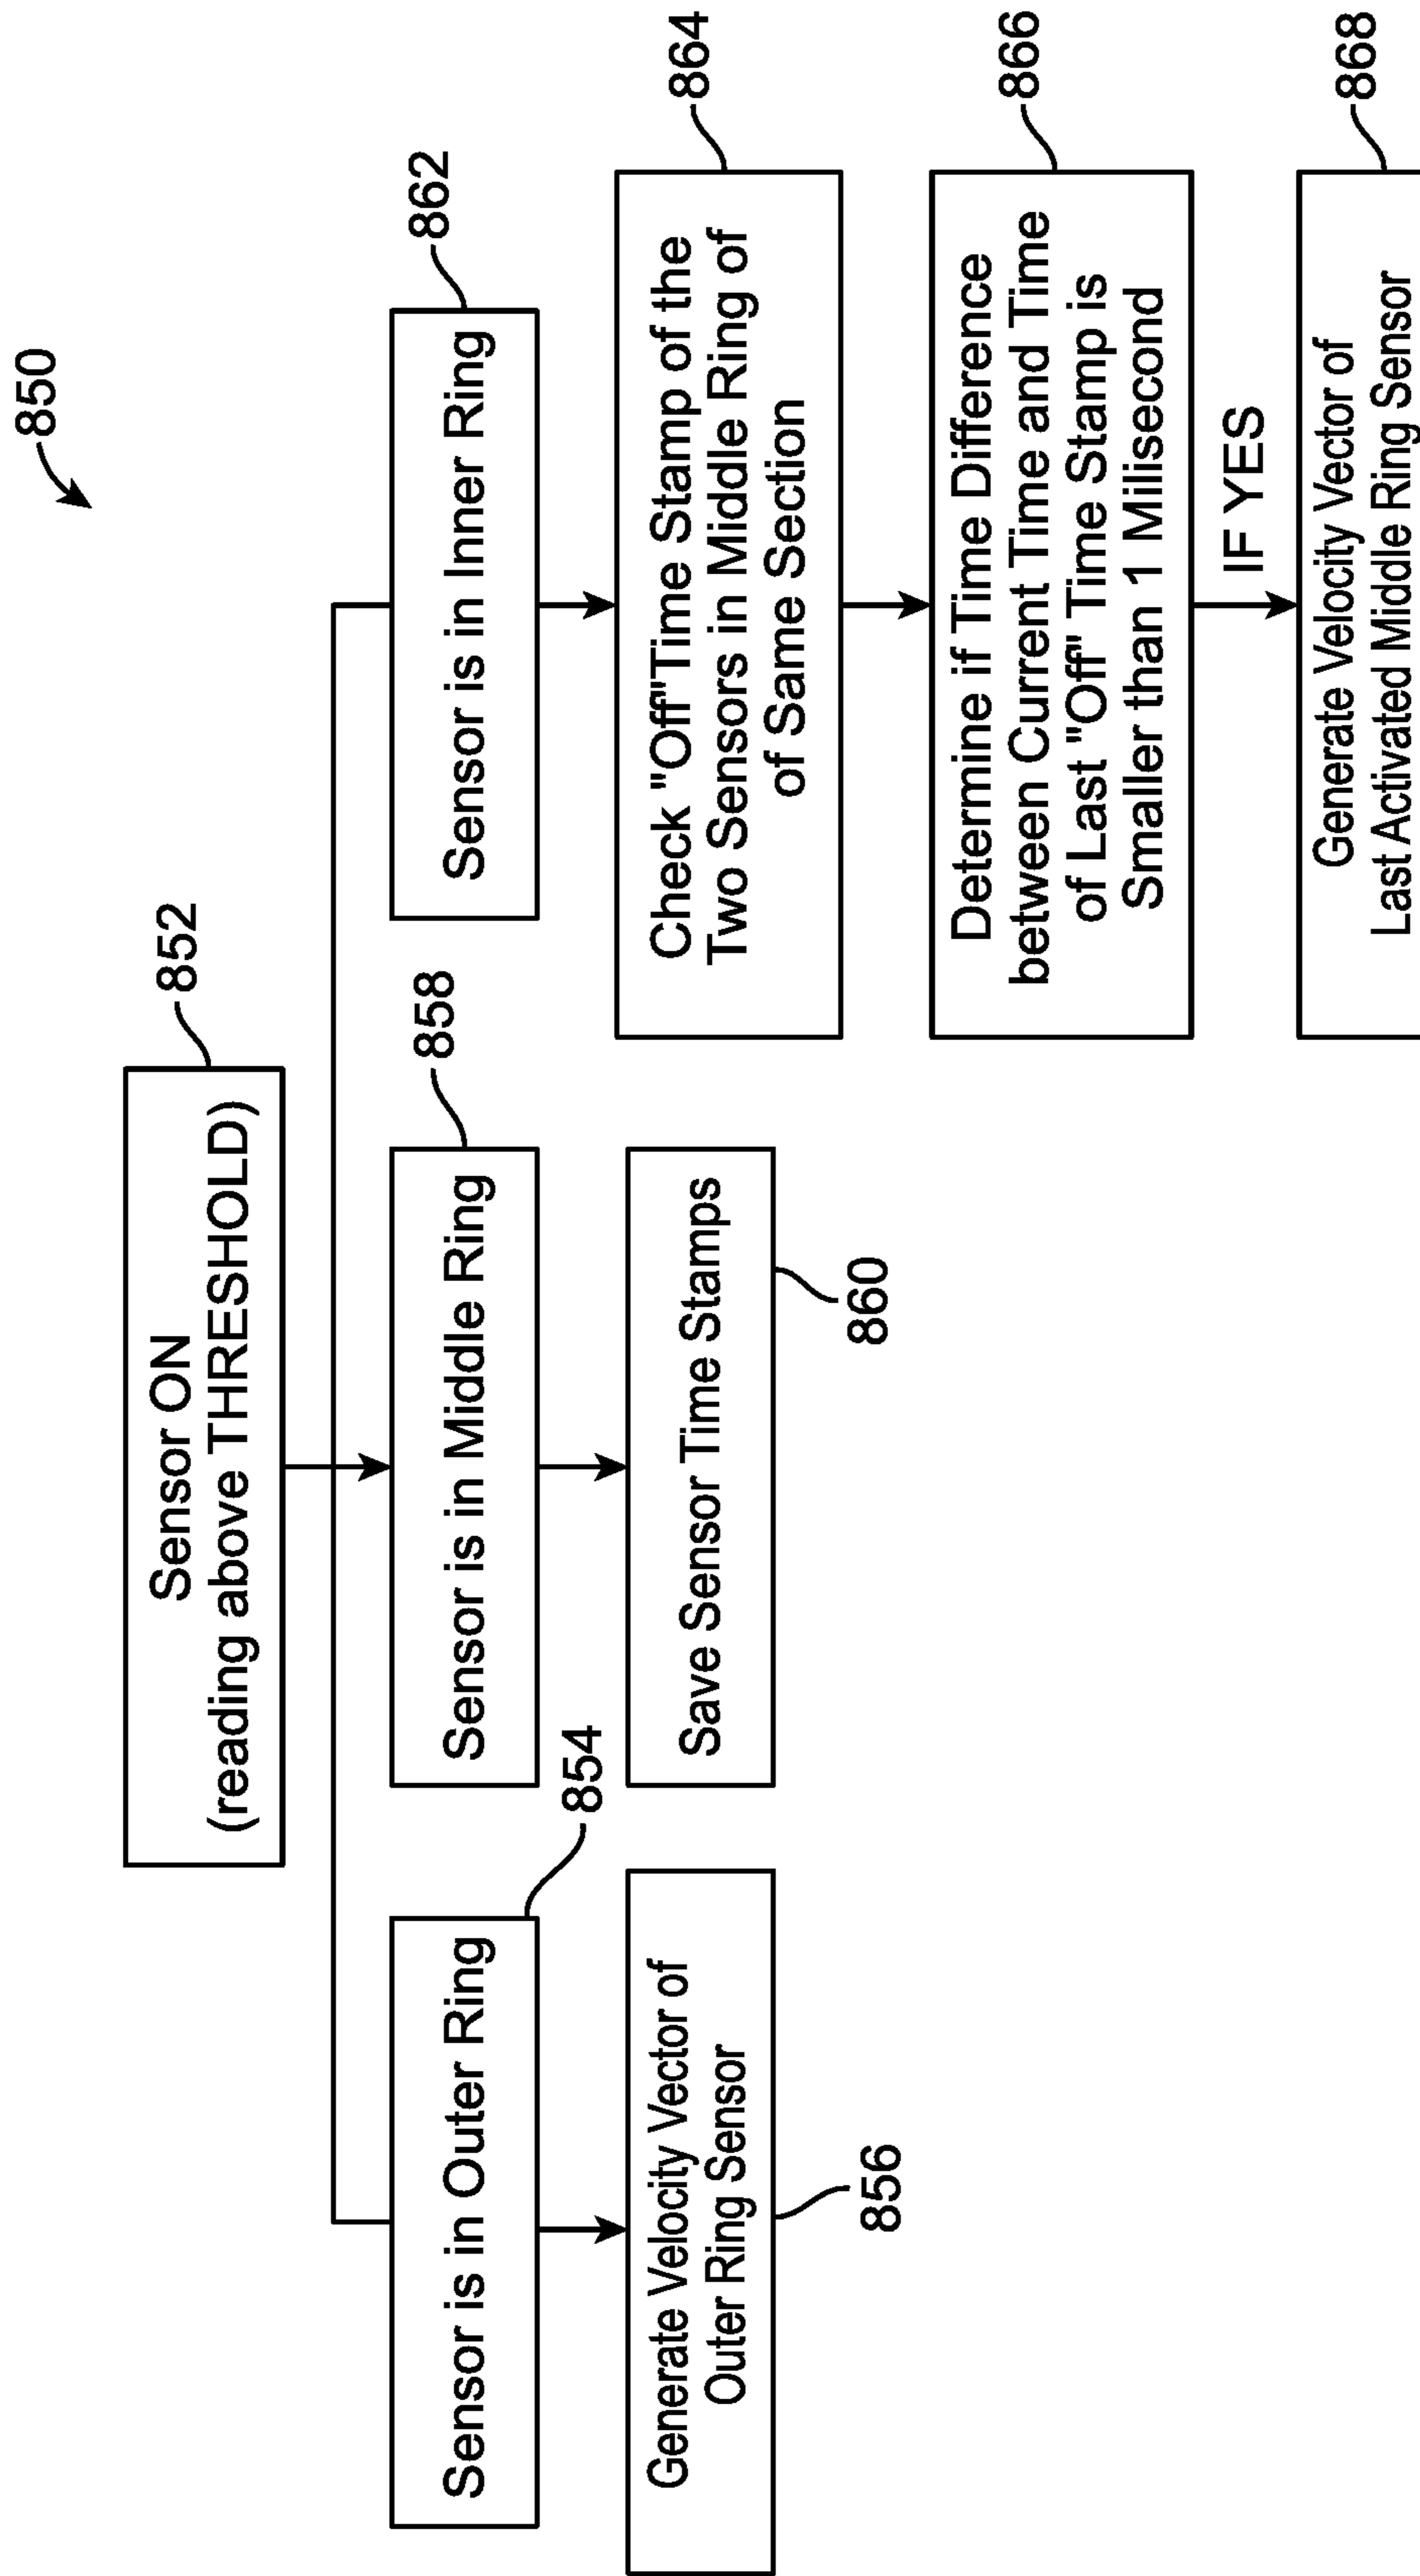 850
Sensor ON
(reading above THRESHOLD)
852
Sensor is in Outer Ring
854
Generate Velocity Vector of
Outer Ring Sensor
856
Sensor is in Middle Ring
858
Save Sensor Time Stamps
860
Sensor is in Inner Ring
862
Check "Off"Time Stamp of the
Two Sensors in Middle Ring of
of Same Section
864
Determine if Time Difference
between Current Time and Time
of Last "Off" Time Stamp is
Smaller than 1 Milisecond
866
IF YES
Generate Velocity Vector of
Last Activated Middle Ring Sensor
868